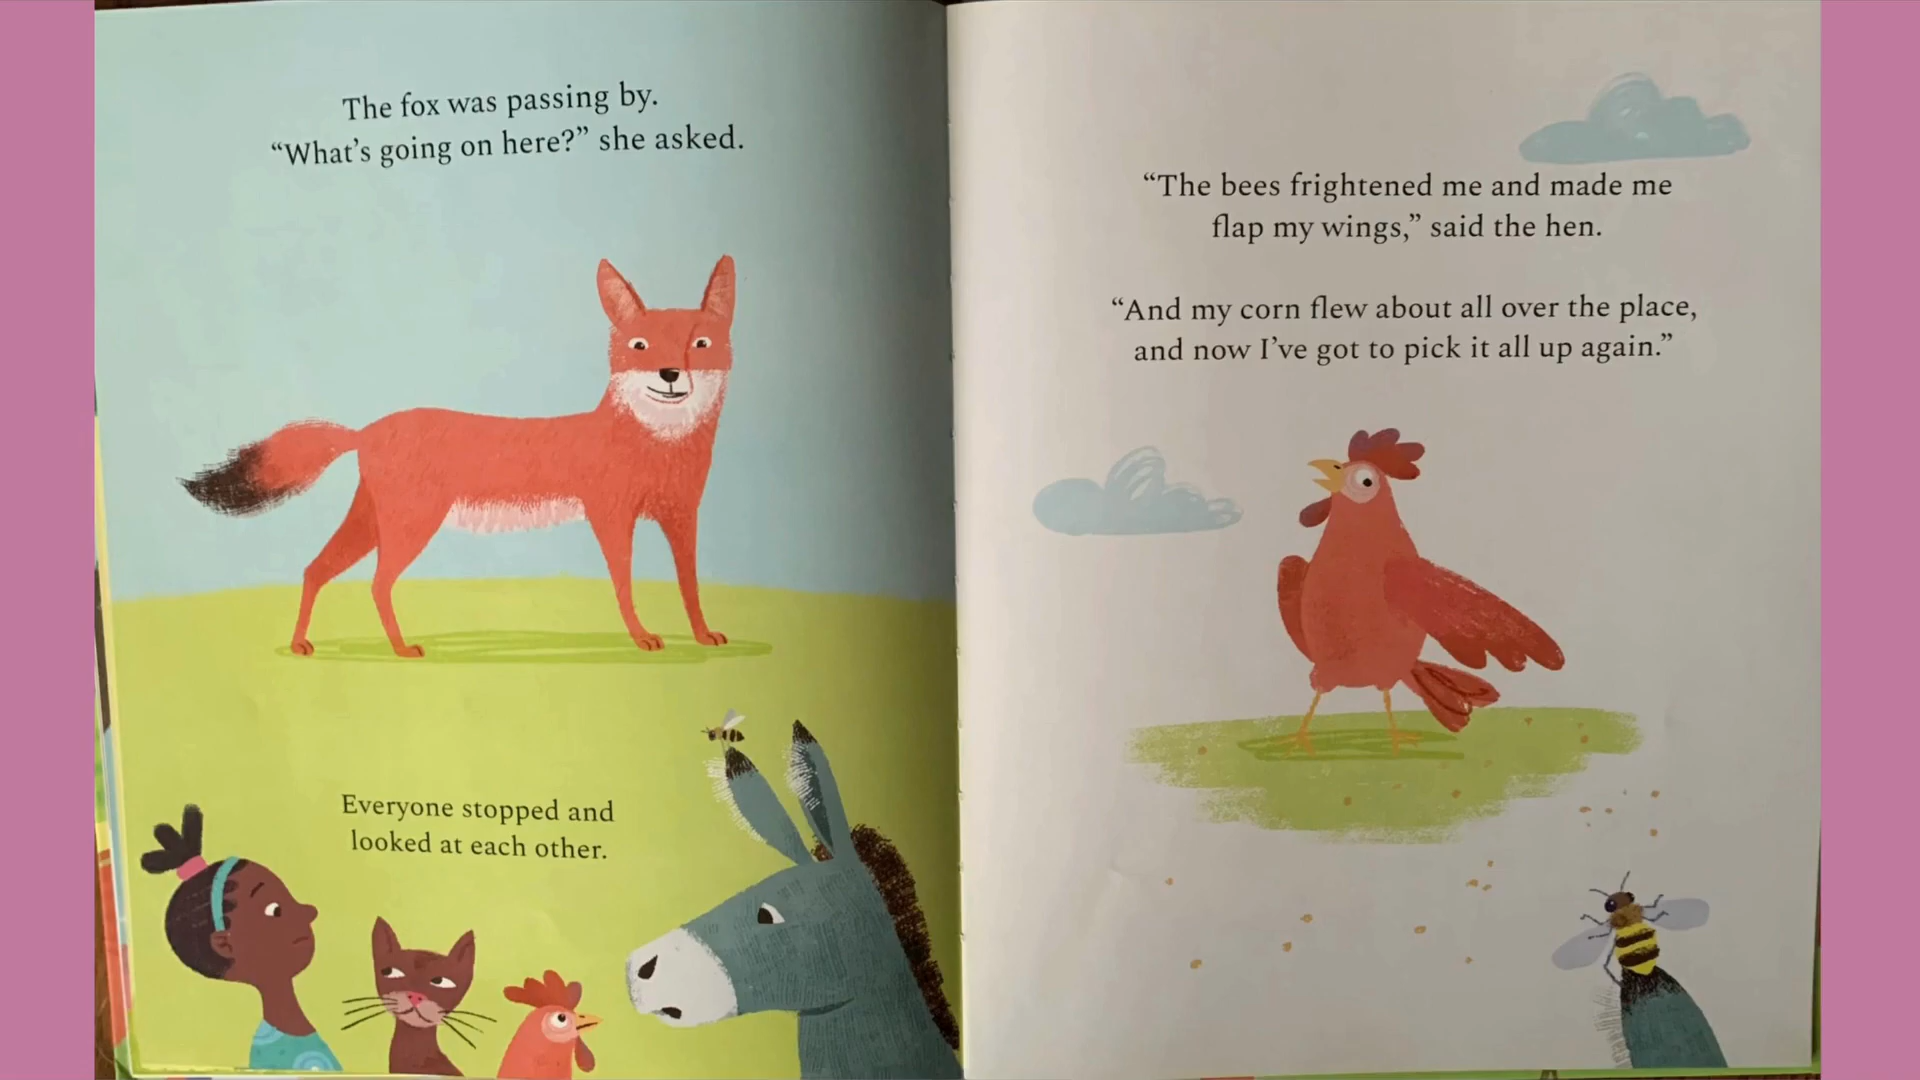 The fox was passing by.
“What’s going on here?” she asked.
Everyone stopped and
looked at each other.
“The bees frightened me and made me
flap my wings,” said the hen.
“And my corn flew about all over the place,
and now I’ve got to pick it all up again.”